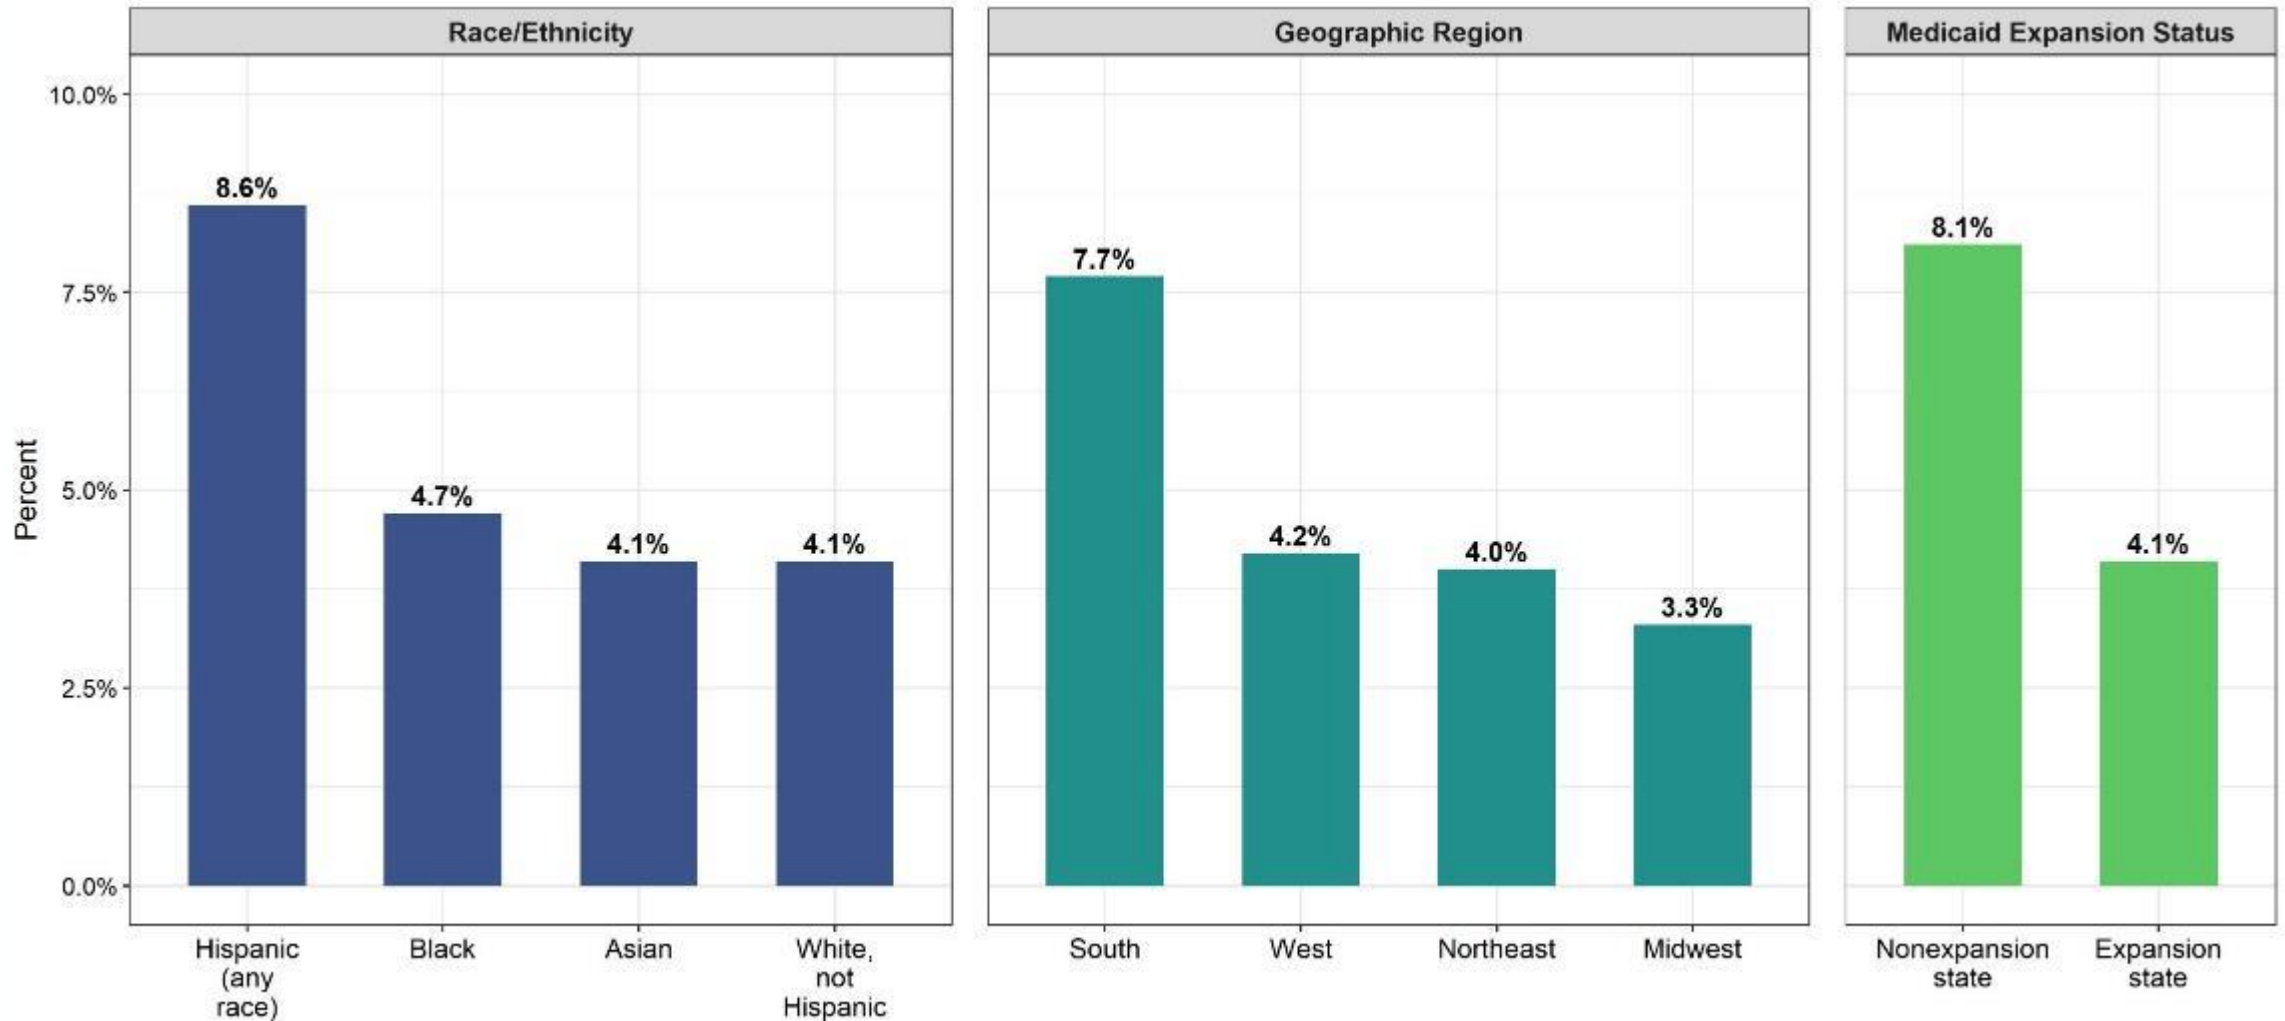 Race/Ethnicity
Geographic Region
Medicaid Expansion Status
Percent
10.0%
7.5%
5.0%
2.5%
0.0%
8.6%
4.7%
4.1%
4.1%
7.7%
4.2%
4.0%
3.3%
8.1%
4.1%
Hispanic
(any
race)
Black
Asian
White,
not
Hispanic
South
West
Northeast
Midwest
Nonexpansion
state
Expansion
state